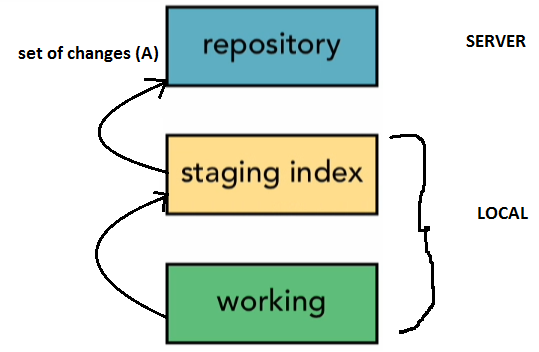 repository
SERVER
set of changes (A)
staging index
LOCAL
working